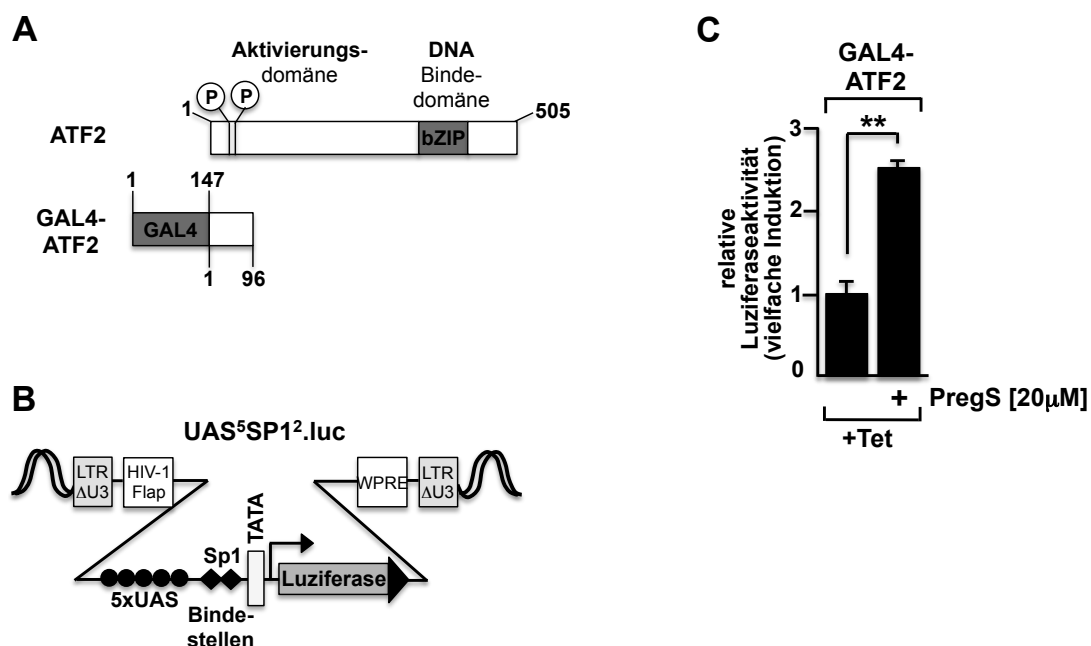 A
Aktivierungs-
domäne
DNA
Binde-
domäne
P P
1
505
ATF2
bZIP
1 147
GAL4-
ATF2
GAL4
1 96
B
UAS⁵SP1².luc
LTR
ΔU3
HIV-1
Flap
WPRE
LTR
ΔU3
TATA
Sp1
Luziferase
5xUAS
Binde-
stellen
C
GAL4-
ATF2
**
relative
Luziferaseaktivität
(vielfache Induktion)
3
2
1
0
+ PregS [20µM]
+Tet